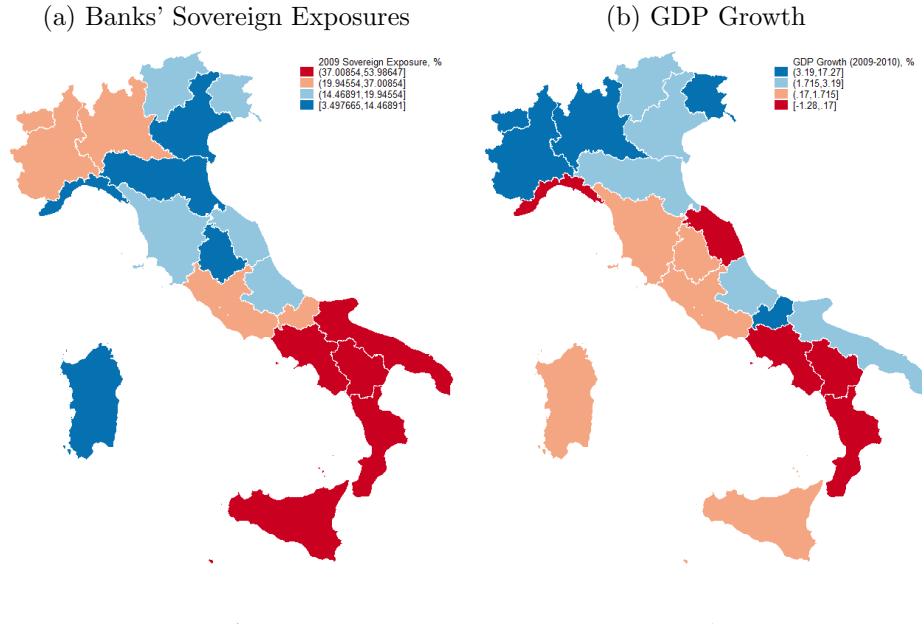 (a) Banks' Sovereign Exposures
(b) GDP Growth
2009 Sovereign Exposure, %
(37.00854,53.98647]
(19.94554,37.00854]
(14.46891,19.94554]
[3.497665,14.46891]
GDP Growth (2009-2010), %
(3.19,17.27]
(1.715,3.19]
(.17,1.715]
[-1.28,.17]